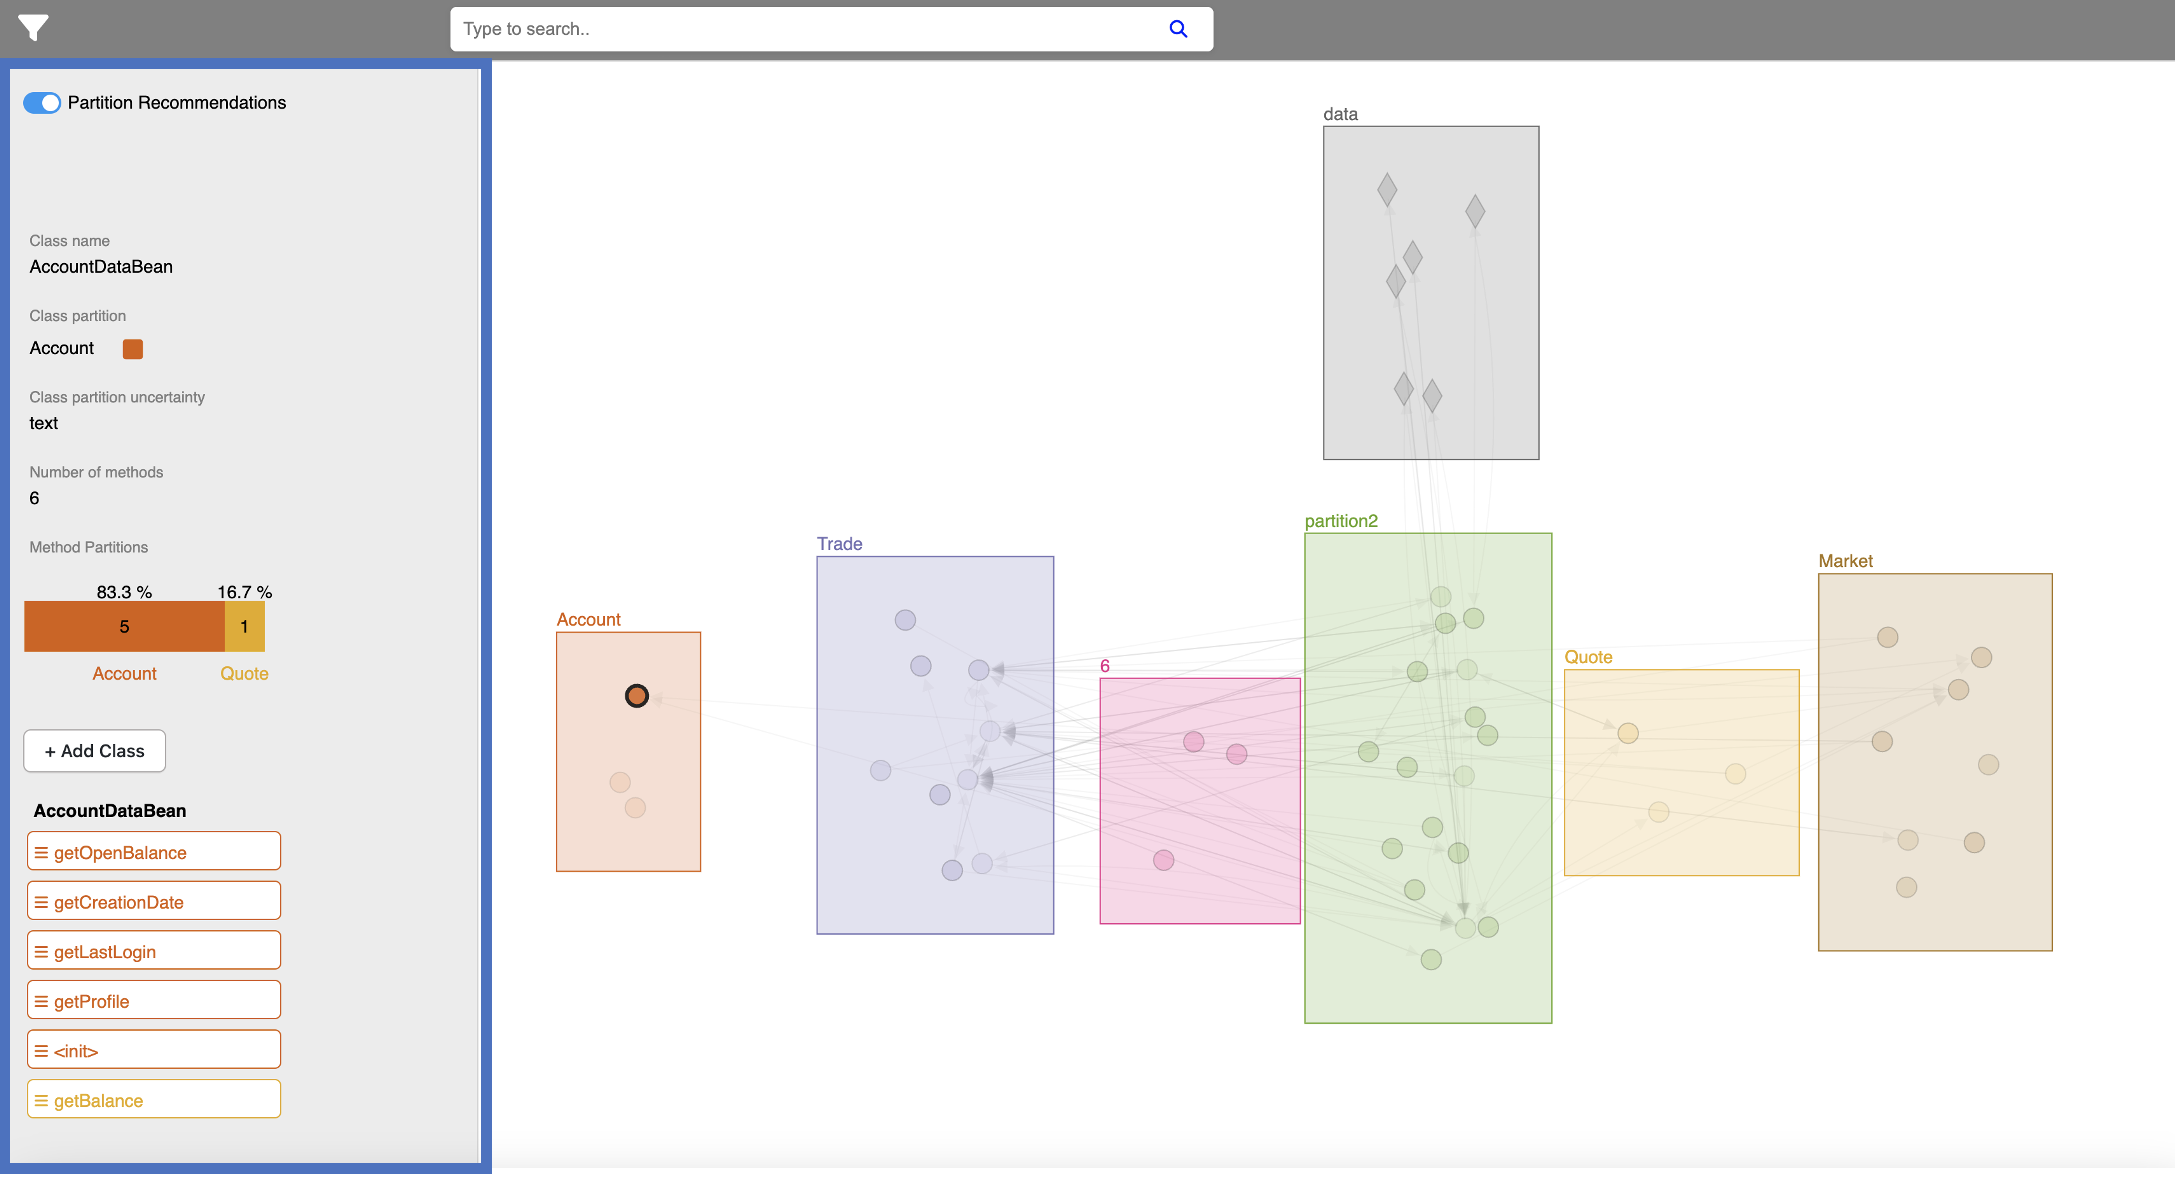 Type to search..
Partition Recommendations
Class name
AccountDataBean
Class partition
Account
Class partition uncertainty
text
Number of methods
6
Method Partitions
83.3 % 16.7 %
5 1
Account Quote
+ Add Class
AccountDataBean
getOpenBalance
getCreationDate
getLastLogin
getProfile
<init>
getBalance
data
partition2
Trade
Market
Account
Quote
6